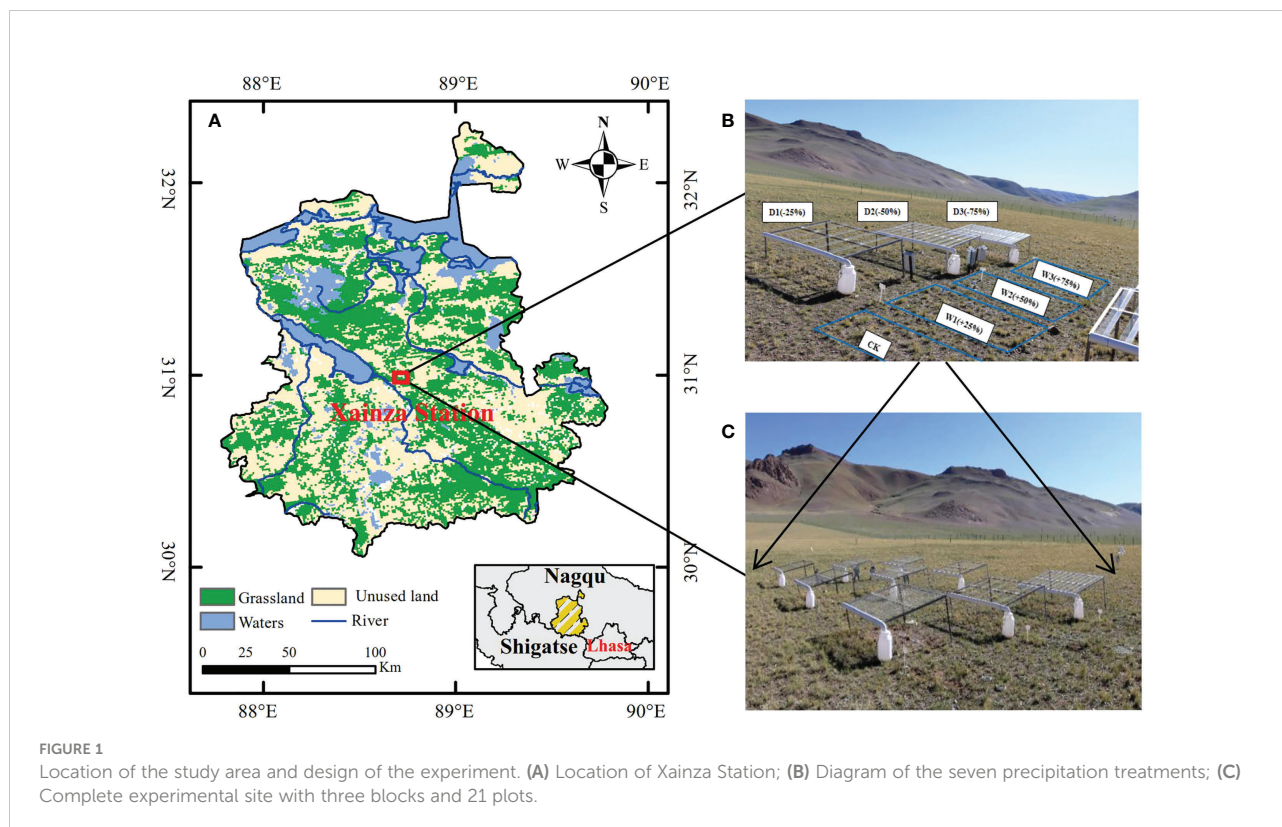 88°E 89°E 90°E
A
N
W E
S
32°N
32°N
31°N
31°N
30°N
30°N
Xainza Station
Grassland Unused land
Waters River
0 25 50 100
Km
Nagqu
Shigatse Lhasa
88°E 89°E 90°E
B
D1(-25%) D2(-50%) D3(-75%)
W3(+75%)
W2(+50%)
W1(+25%)
CK
C
FIGURE 1
Location of the study area and design of the experiment. (A) Location of Xainza Station; (B) Diagram of the seven precipitation treatments; (C)
Complete experimental site with three blocks and 21 plots.